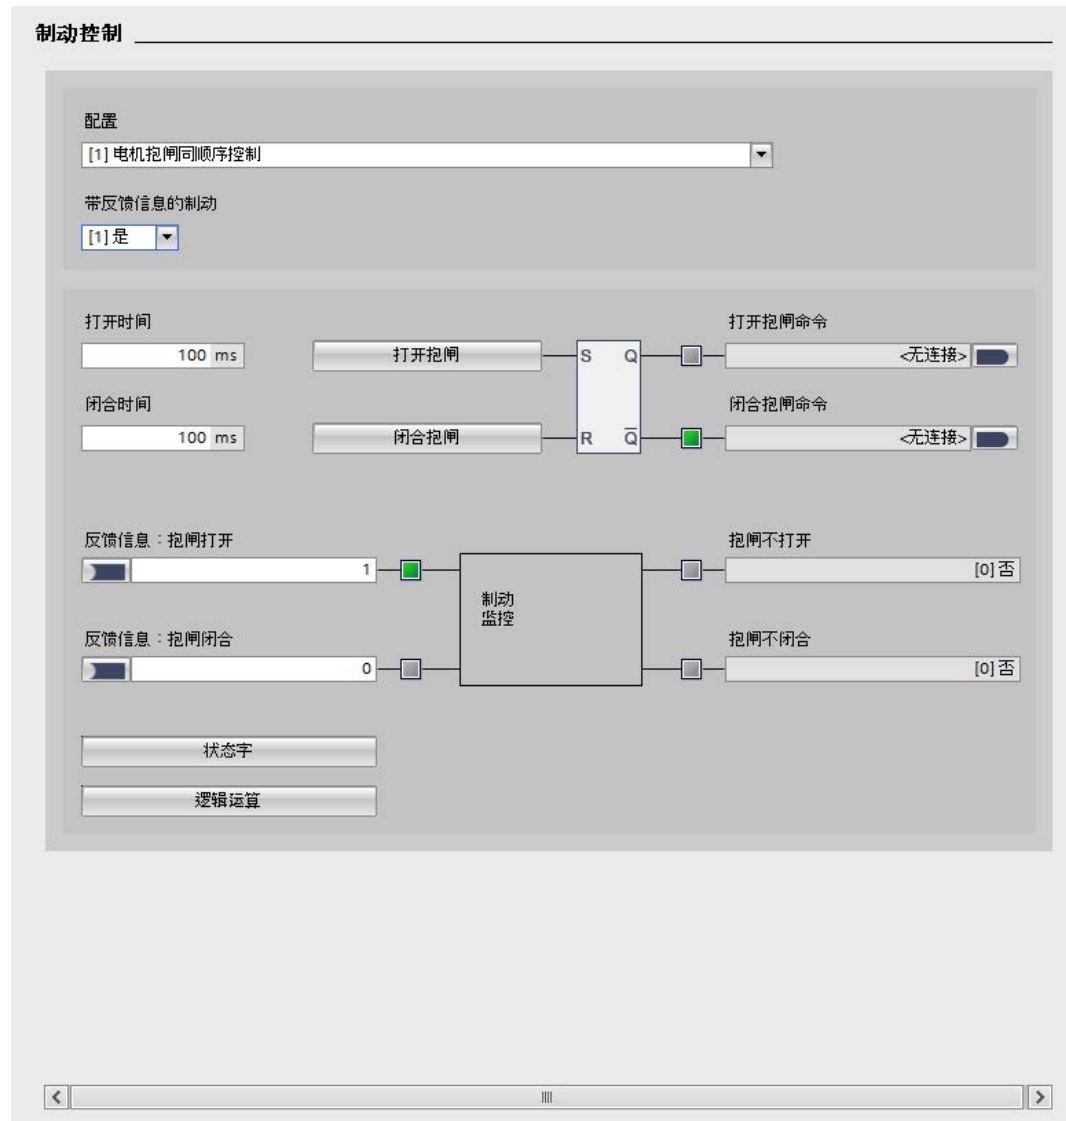 制动控制
配置
[1] 电机抱闸同顺序控制
带反馈信息的制动
[1] 是
打开时间
打开抱闸命令
100 ms
打开抱闸
S Q
<无连接>
闭合时间
闭合抱闸命令
100 ms
闭合抱闸
R Q̅
<无连接>
反馈信息：抱闸打开
抱闸不打开
1
[0] 否
制动
监控
反馈信息：抱闸闭合
抱闸不闭合
0
[0] 否
状态字
逻辑运算